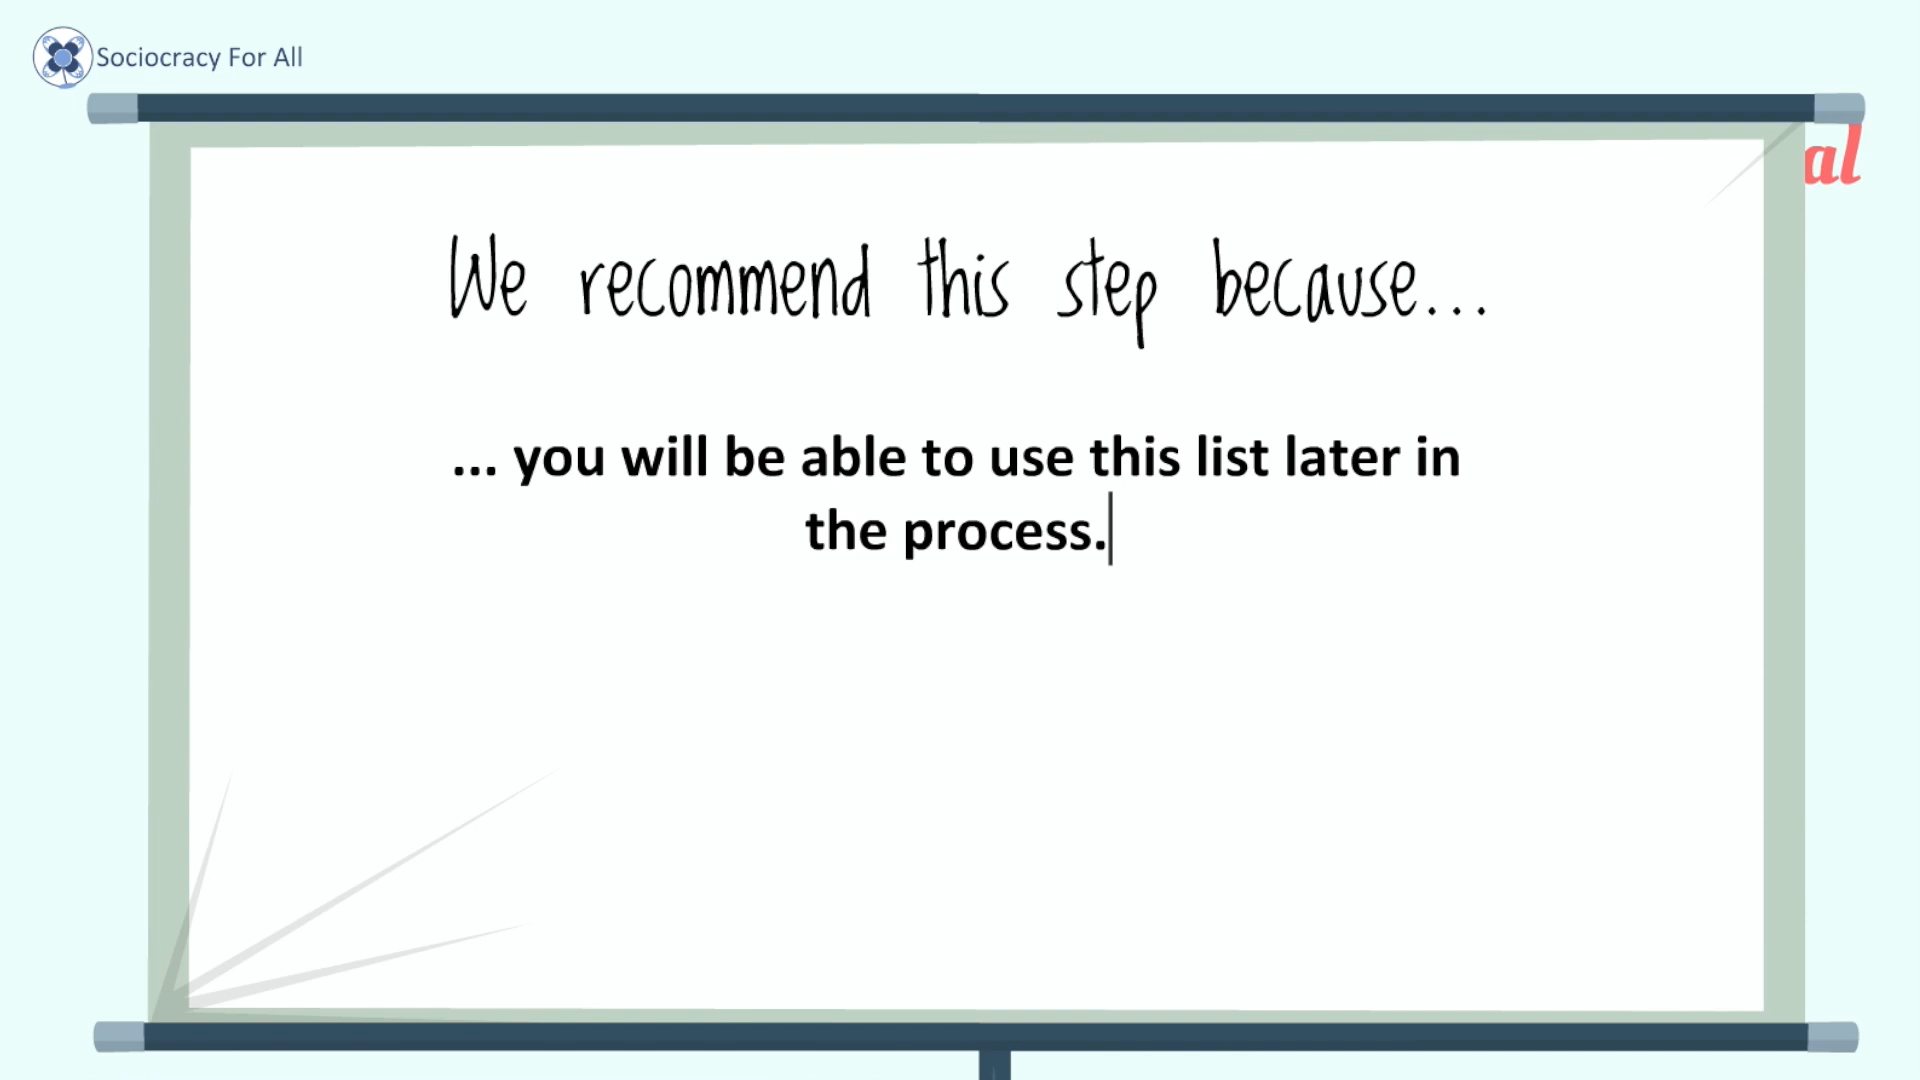 Sociocracy For All
al
We recommend this step because...
... you will be able to use this list later in
the process.